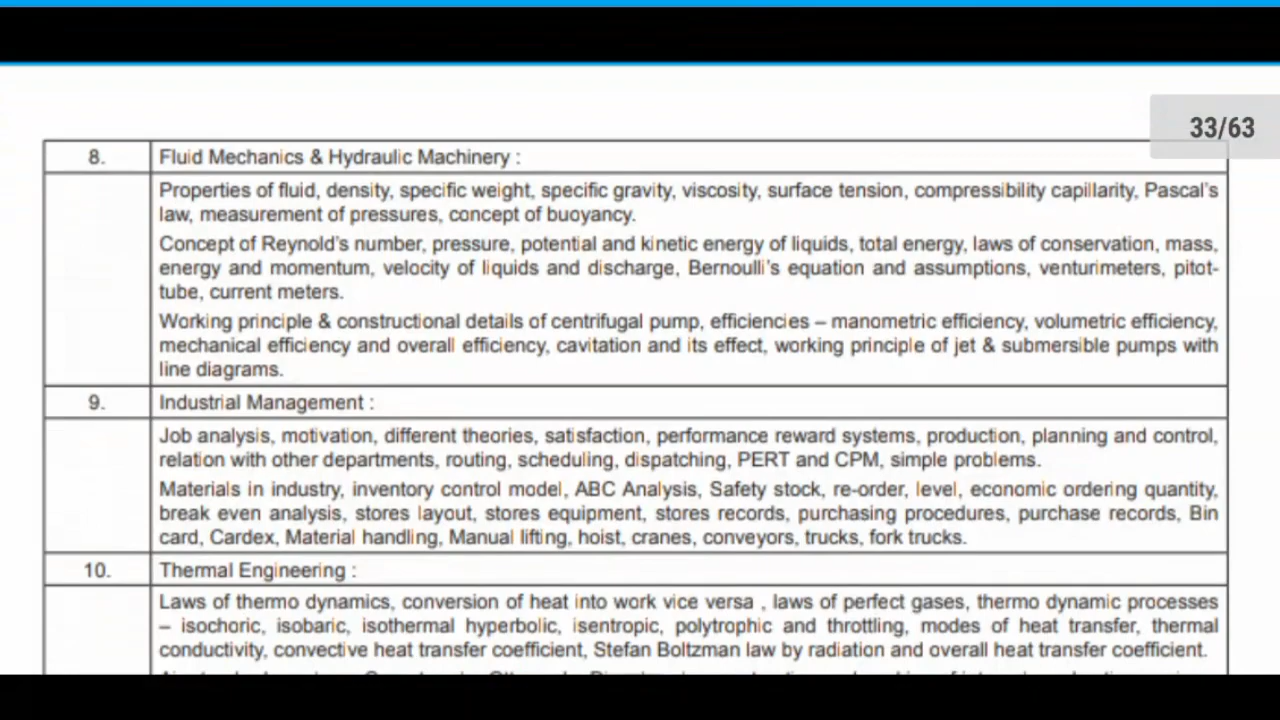 33/63
8. Fluid Mechanics & Hydraulic Machinery :
Properties of fluid, density, specific weight, specific gravity, viscosity, surface tension, compressibility capillarity, Pascal's
law, measurement of pressures, concept of buoyancy.
Concept of Reynold's number, pressure, potential and kinetic energy of liquids, total energy, laws of conservation, mass,
energy and momentum, velocity of liquids and discharge, Bernoulli's equation and assumptions, venturimeters, pitot-
tube, current meters.
Working principle & constructional details of centrifugal pump, efficiencies – manometric efficiency, volumetric efficiency,
mechanical efficiency and overall efficiency, cavitation and its effect, working principle of jet & submersible pumps with
line diagrams.
9. Industrial Management :
Job analysis, motivation, different theories, satisfaction, performance reward systems, production, planning and control,
relation with other departments, routing, scheduling, dispatching, PERT and CPM, simple problems.
Materials in industry, inventory control model, ABC Analysis, Safety stock, re-order, level, economic ordering quantity,
break even analysis, stores layout, stores equipment, stores records, purchasing procedures, purchase records, Bin
card, Cardex, Material handling, Manual lifting, hoist, cranes, conveyors, trucks, fork trucks.
10. Thermal Engineering :
Laws of thermo dynamics, conversion of heat into work vice versa , laws of perfect gases, thermo dynamic processes
– isochoric, isobaric, isothermal hyperbolic, isentropic, polytrophic and throttling, modes of heat transfer, thermal
conductivity, convective heat transfer coefficient, Stefan Boltzman law by radiation and overall heat transfer coefficient.